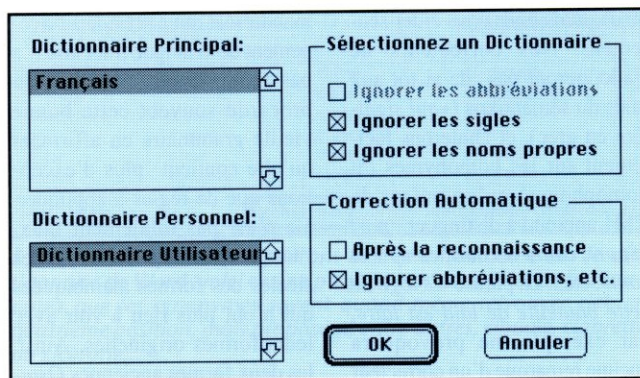 Dictionnaire Principal:
Français
Dictionnaire Personnel:
Dictionnaire Utilisateur
Sélectionnez un Dictionnaire
Ignorer les abbréviations
Ignorer les sigles
Ignorer les noms propres
Correction Automatique
Après la reconnaissance
Ignorer abbréviations, etc.
OK
Annuler